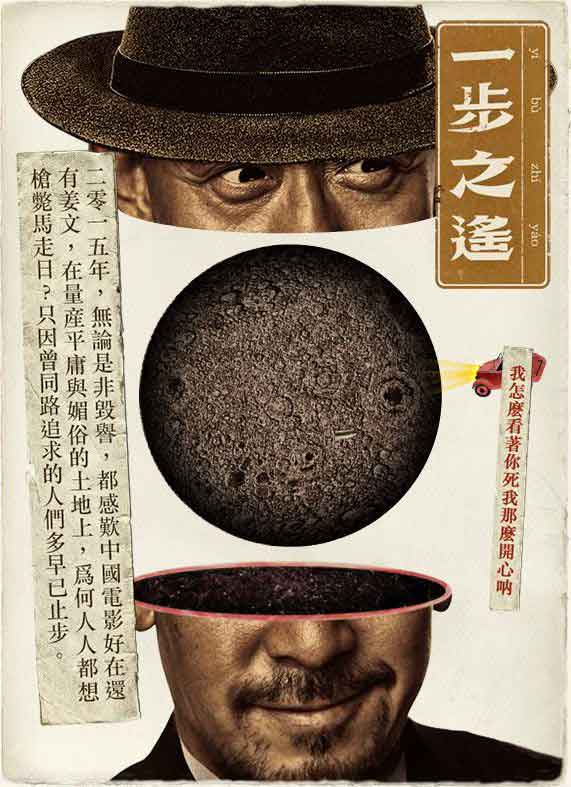 一步之遙
yī bù zhī yáo
二零一五年，無論是非毀譽，都感歎中國電影好在還
有姜文，在量産平庸與媚俗的土地上，爲何人人都想
槍斃馬走日？只因曾同路追求的人們多早已止步。
我怎麽看著你死我那麽開心呐